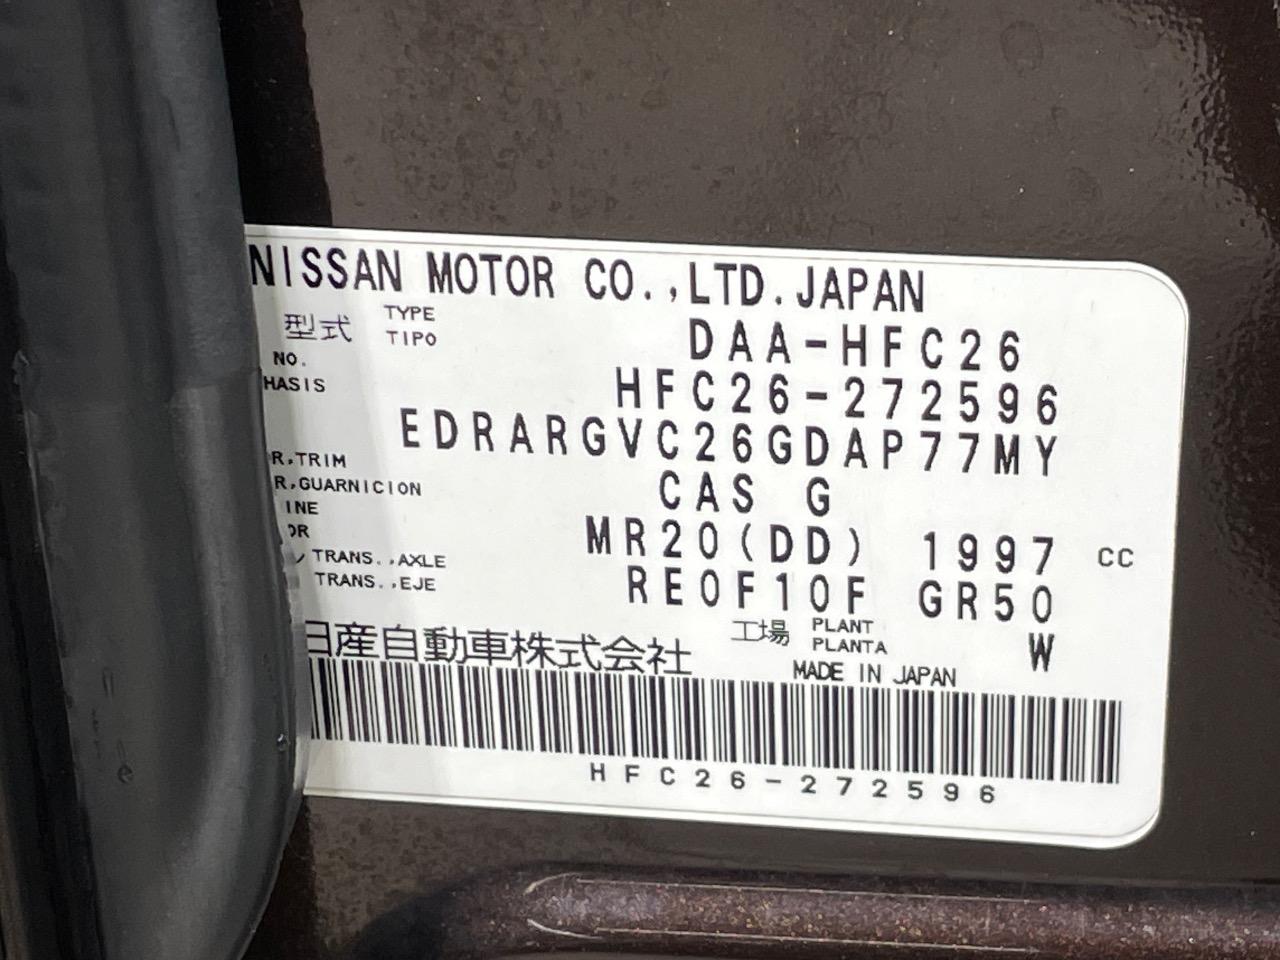 NISSAN MOTOR CO.,LTD.JAPAN
型式 TYPE TIPO DAA-HFC26
NO.
HASIS HFC26-272596
EDRARGVC26GDAP77MY
R,TRIM
R,GUARNICION CAS G
INE
OR MR20(DD) 1997 CC
TRANS.,AXLE
TRANS.,EJE RE0F10F GR50
日産自動車株式会社 工場 PLANT PLANTA W
MADE IN JAPAN
HFC26-272596